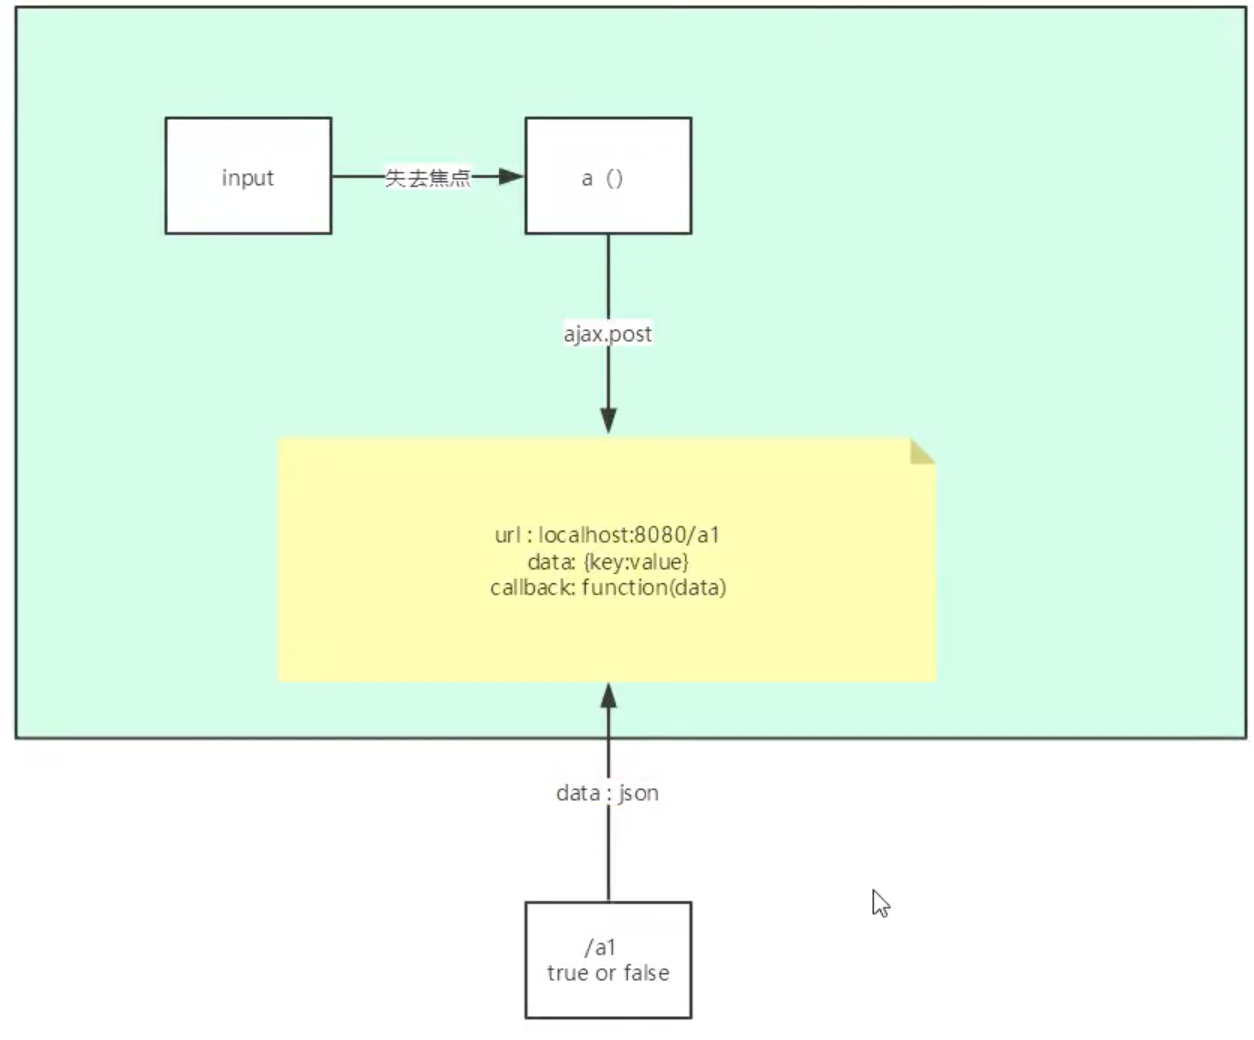 input
失去焦点
a（）
ajax.post
url : localhost:8080/a1
data: {key:value}
callback: function(data)
data : json
/a1
true or false